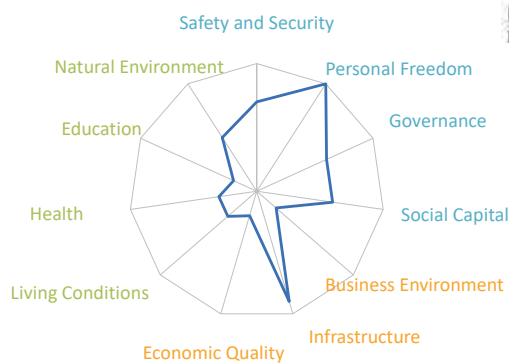 Safety and Security
Natural Environment
Personal Freedom
Education
Governance
Health
Social Capital
Living Conditions
Business Environment
Infrastructure
Economic Quality